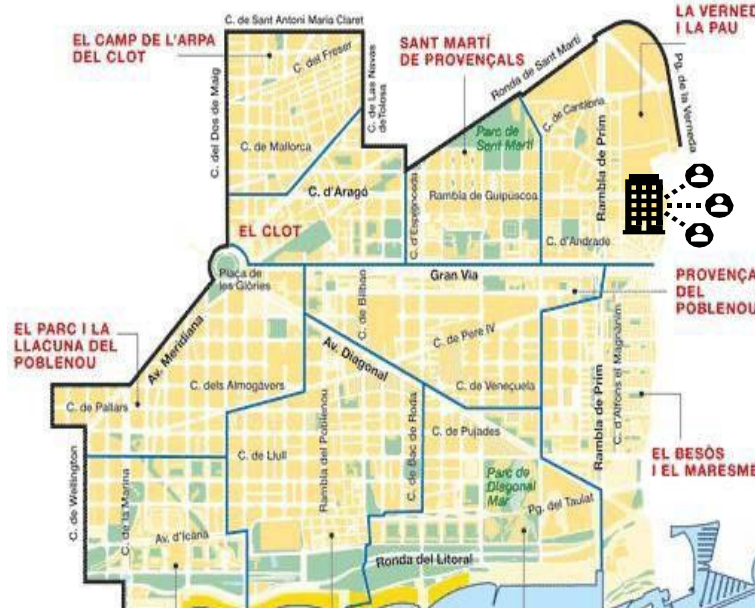 C. de Sant Antoni Maria Claret
LA VERNED
I LA PAU
EL CAMP DE L'ARPA
DEL CLOT
SANT MARTÍ
DE PROVENÇALS
C. del Freser
C. de Las Navas
de Tolosa
Ronda de Sant Martí
Pg. de la Verneda
C. del Dos de Maig
C. de Cantàbria
Parc de
Sant Martí
C. de Mallorca
Rambla de Prim
C. d'Aragó
Rambla de Guipúscoa
C. d'Espronceda
EL CLOT
C. d'Andrade
Plaça de
les Glòries
Gran Via
C. de Bilbao
PROVENÇA
DEL
POBLENOU
EL PARC I LA
LLACUNA DEL
POBLENOU
Av. Meridiana
C. de Pere IV
Av. Diagonal
C. d'Alfons el Magnànim
C. dels Almogàvers
C. de Veneçuela
Rambla de Prim
C. de Pallars
Rambla del Poblenou
C. de Bac de Roda
C. de Pujades
C. de Llull
EL BESÒS
I EL MARESME
C. de Wellington
C. de la Marina
Parc de
Diagonal
Mar
Pg. del Taulat
Av. d'Icària
Ronda del Litoral